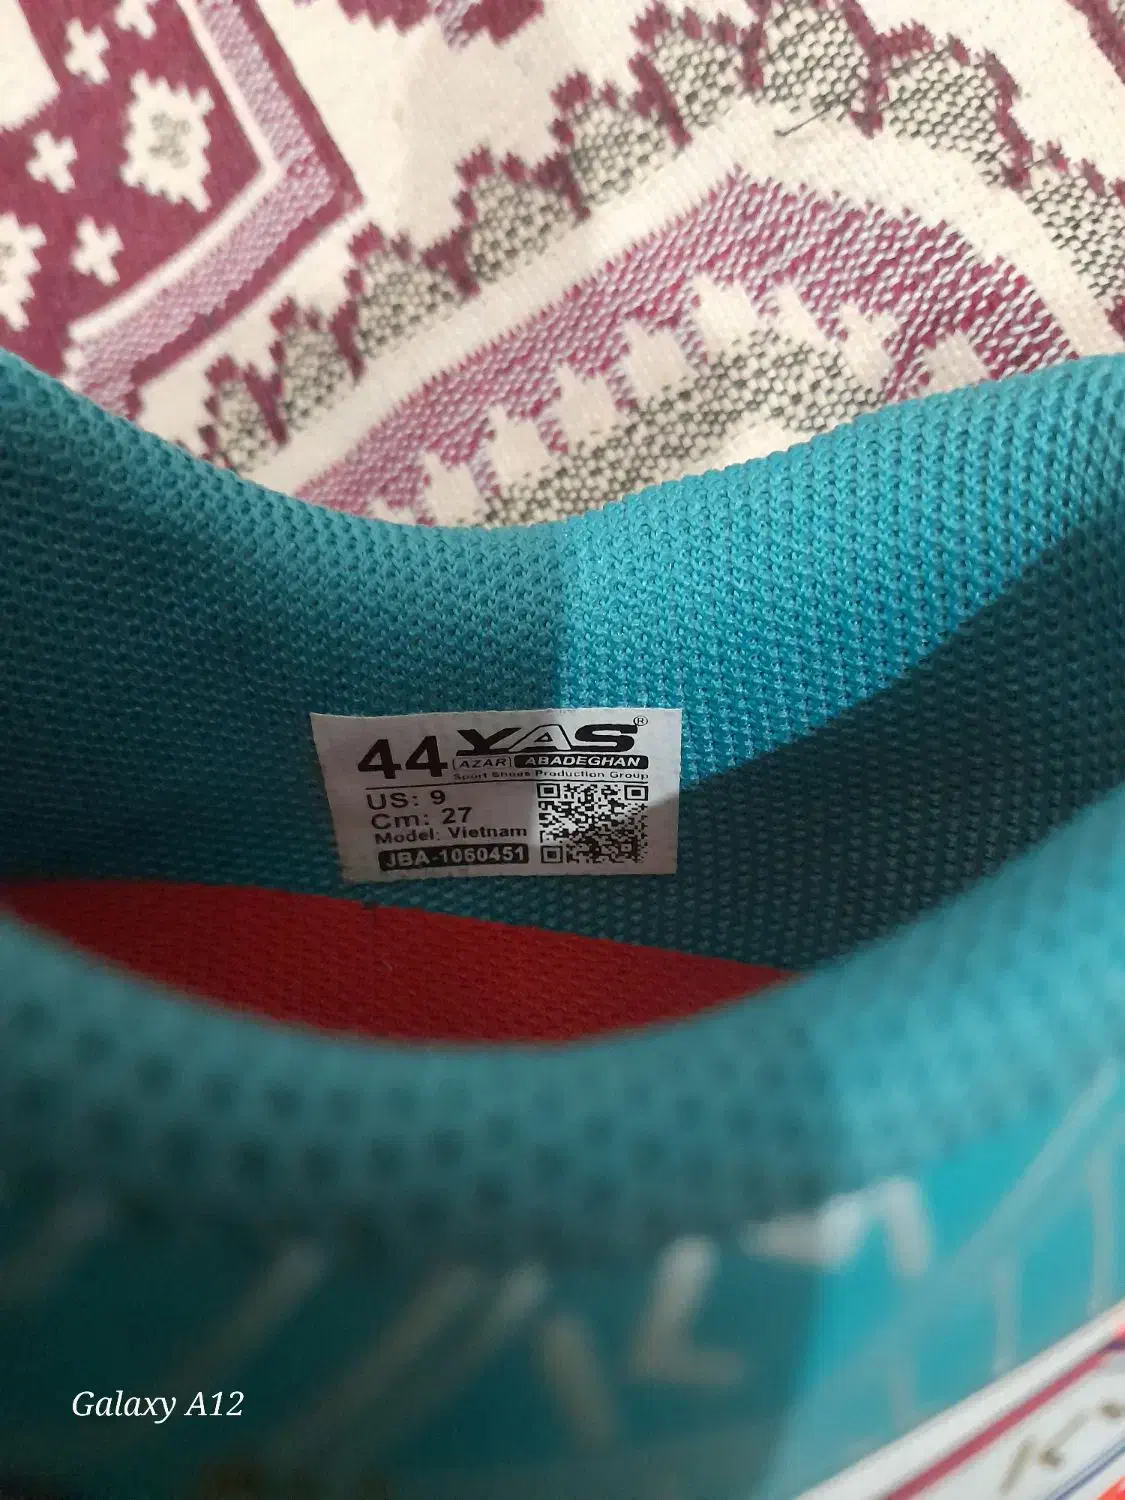 44 YAS ®
AZAR ABADEGHAN
Sport Shoes Production Group
US: 9
Cm: 27
Model: Vietnam
JBA-1060451
Galaxy A12